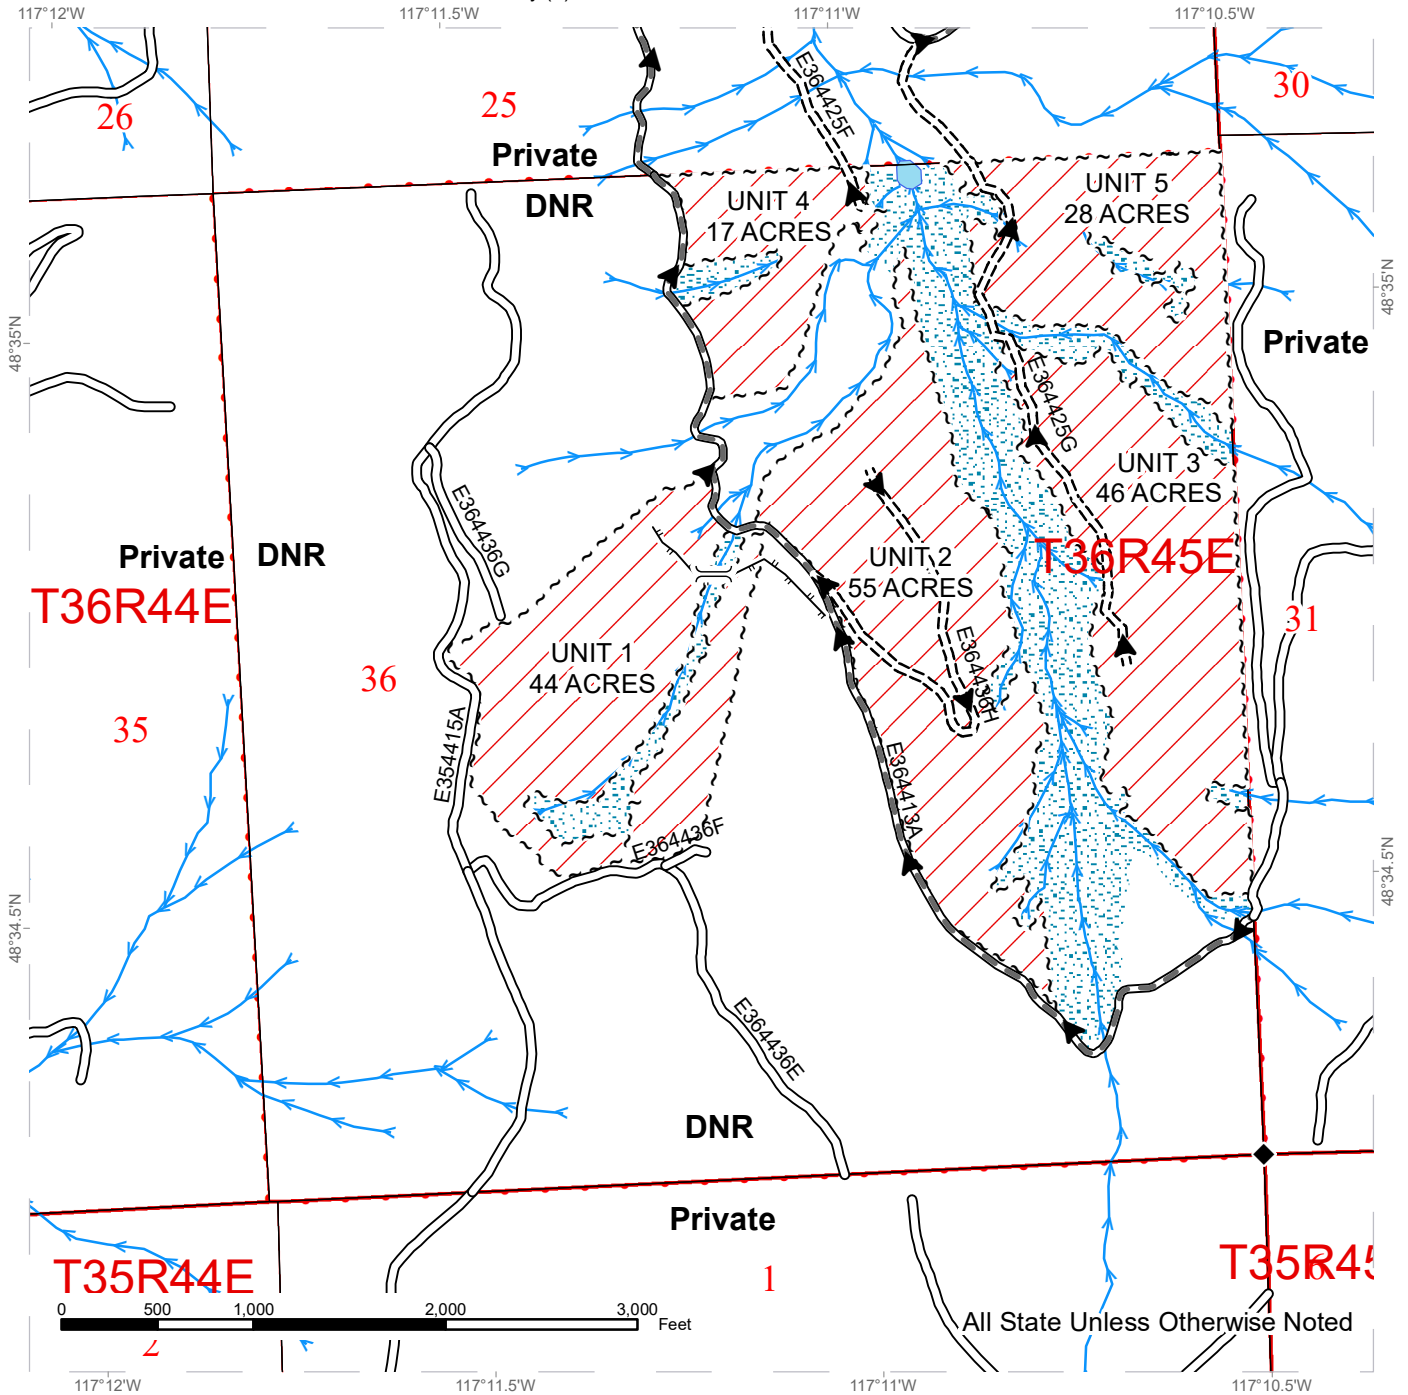 117°12'W
117°11.5'W
117°11'W
117°10.5'W
26
25
30
Private
DNR
E364425F
UNIT 4
17 ACRES
UNIT 5
28 ACRES
48°35'N
48°35'N
Private
E364425G
UNIT 3
46 ACRES
E364436G
Private
DNR
T36R44E
T36R45E
UNIT 2
55 ACRES
31
UNIT 1
44 ACRES
36
35
E364436H
E354415A
E364413A
E364436F
48°34.5'N
48°34.5'N
E364436E
DNR
Private
T35R44E
1
T35R45
6
0
500
1,000
2,000
3,000
Feet
All State Unless Otherwise Noted
2
117°12'W
117°11.5'W
117°11'W
117°10.5'W